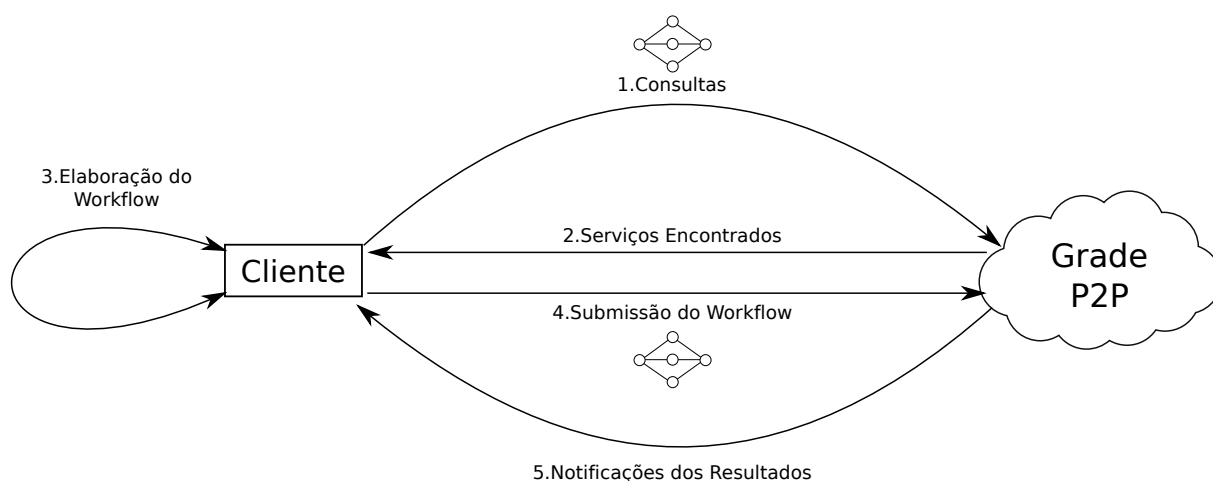 1.Consultas
3.Elaboração do
Workflow
2.Serviços Encontrados
Cliente
Grade
P2P
4.Submissão do Workflow
5.Notificações dos Resultados